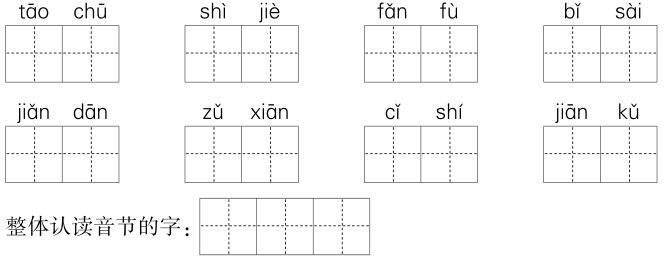 tāo chū shì jiè fǎn fù bǐ sài
jiǎn dān zǔ xiān cǐ shí jiān kǔ
整体认读音节的字：